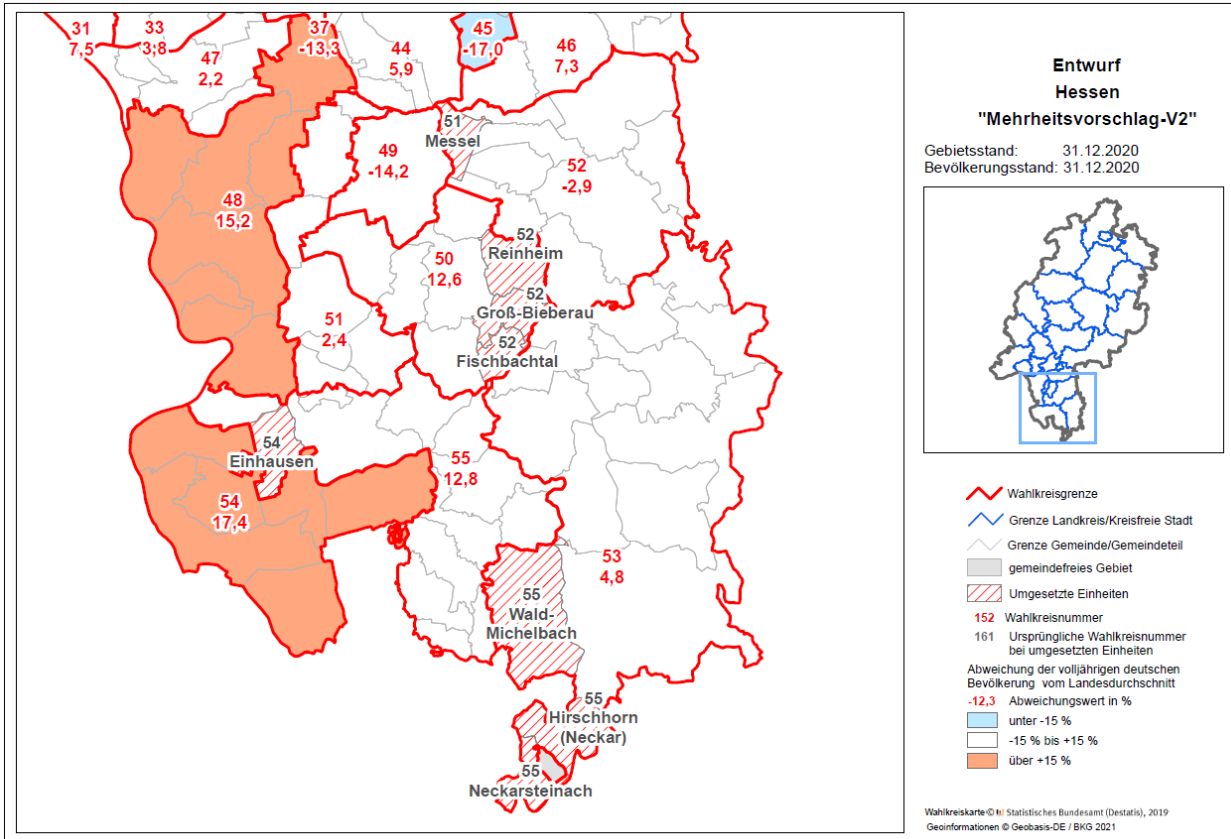 31
7,5
33
-3,8
47
2,2
37
-13,3
44
5,9
45
-17,0
46
7,3
51
Messel
49
-14,2
52
-2,9
48
15,2
52
Reinheim
50
12,6
52
Groß-Bieberau
51
2,4
52
Fischbachtal
54
Einhausen
55
12,8
54
17,4
53
4,8
55
Wald-
Michelbach
55
Hirschhorn
(Neckar)
55
Neckarsteinach
Entwurf
Hessen
"Mehrheitsvorschlag-V2"
Gebietsstand: 31.12.2020
Bevölkerungsstand: 31.12.2020
Wahlkreisgrenze
Grenze Landkreis/Kreisfreie Stadt
Grenze Gemeinde/Gemeindeteil
gemeindefreies Gebiet
Umgesetzte Einheiten
152 Wahlkreisnummer
161 Ursprüngliche Wahlkreisnummer
bei umgesetzten Einheiten
Abweichung der volljährigen deutschen
Bevölkerung vom Landesdurchschnitt
-12,3 Abweichungswert in %
unter -15 %
-15 % bis +15 %
über +15 %
Wahlkreiskarte © Statistisches Bundesamt (Destatis), 2019
Geoinformationen © Geobasis-DE / BKG 2021